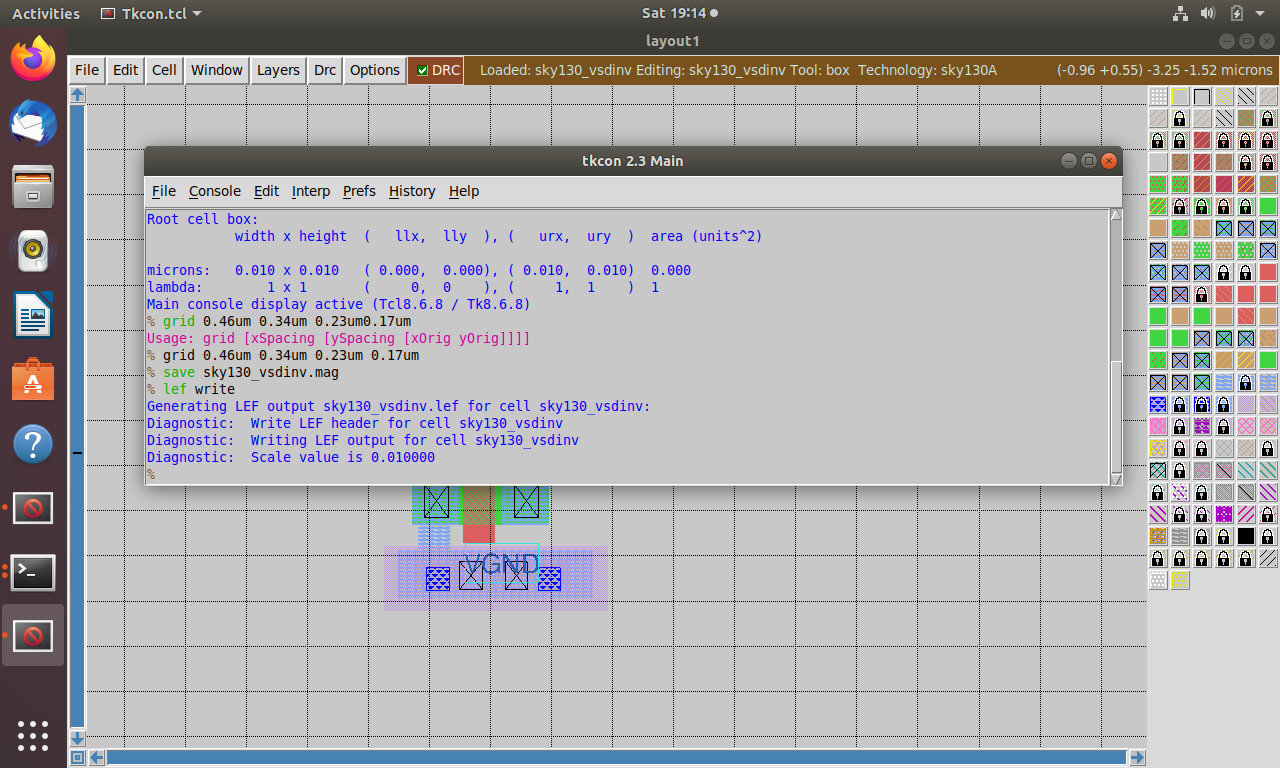 Activities Tkcon.tcl Sat 19:14
layout1
File Edit Cell Window Layers Drc Options DRC Loaded: sky130_vsdinv Editing: sky130_vsdinv Tool: box Technology: sky130A (-0.96 +0.55) -3.25 -1.52 microns
tkcon 2.3 Main
File Console Edit Interp Prefs History Help
Root cell box:
width x height ( llx, lly ), ( urx, ury ) area (units^2)
microns: 0.010 x 0.010 ( 0.000, 0.000), ( 0.010, 0.010) 0.000
lambda: 1 x 1 ( 0, 0 ), ( 1, 1 ) 1
Main console display active (Tcl8.6.8 / Tk8.6.8)
% grid 0.46um 0.34um 0.23um0.17um
Usage: grid [xSpacing [ySpacing [xOrig yOrig]]]]
% grid 0.46um 0.34um 0.23um 0.17um
% save sky130_vsdinv.mag
% lef write
Generating LEF output sky130_vsdinv.lef for cell sky130_vsdinv:
Diagnostic: Write LEF header for cell sky130_vsdinv
Diagnostic: Writing LEF output for cell sky130_vsdinv
Diagnostic: Scale value is 0.010000
%
VGND